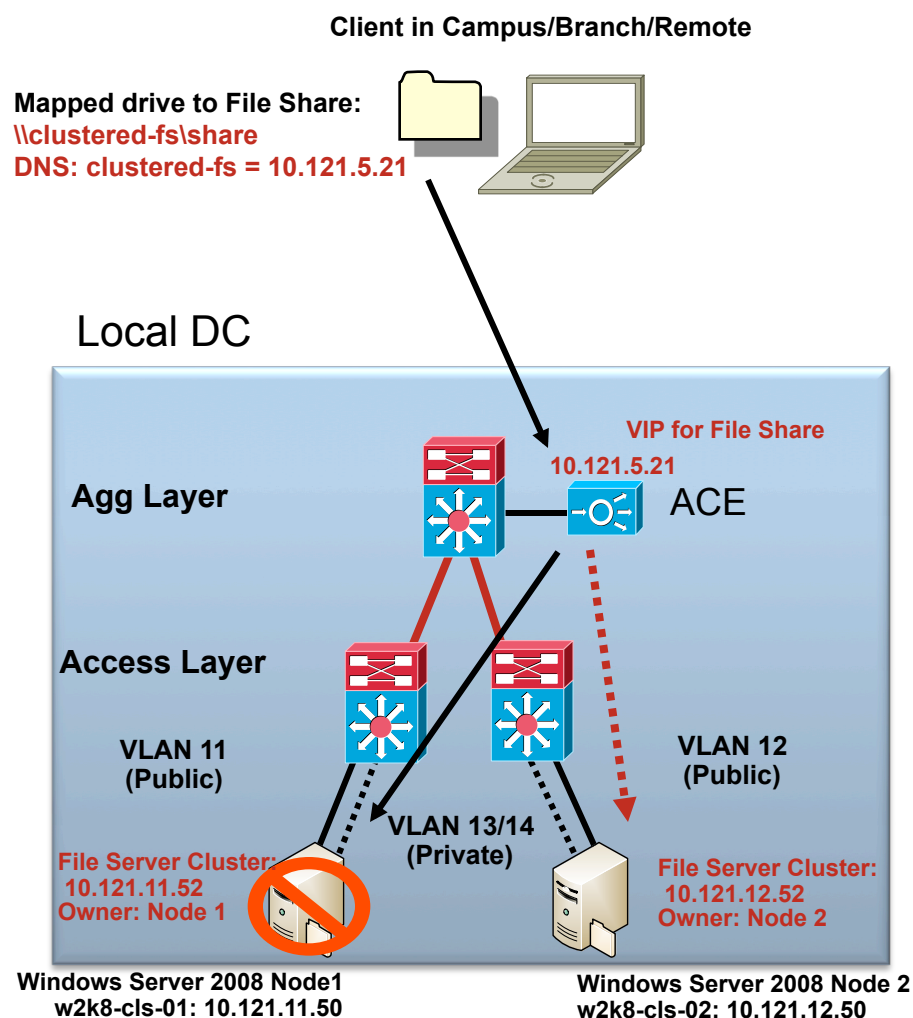 Client in Campus/Branch/Remote
Mapped drive to File Share:
\\clustered-fs\share
DNS: clustered-fs = 10.121.5.21
Local DC
VIP for File Share
10.121.5.21
Agg Layer
ACE
Access Layer
VLAN 11
(Public)
VLAN 12
(Public)
VLAN 13/14
(Private)
File Server Cluster:
10.121.11.52
Owner: Node 1
File Server Cluster:
10.121.12.52
Owner: Node 2
Windows Server 2008 Node1
w2k8-cls-01: 10.121.11.50
Windows Server 2008 Node 2
w2k8-cls-02: 10.121.12.50